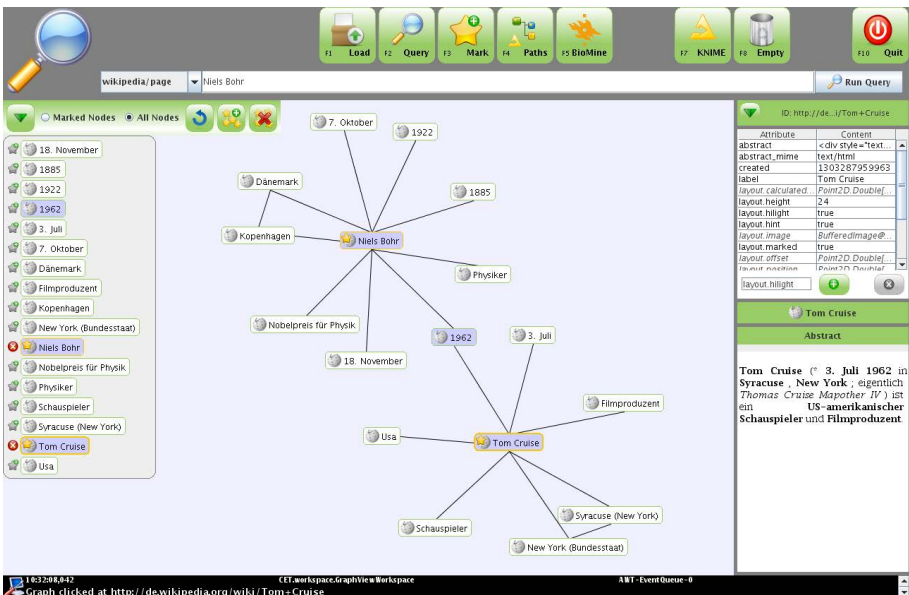 F1 Load F2 Query F3 Mark F4 Paths F5 BioMine F7 KNIME F8 Empty F10 Quit
wikipedia/page Niels Bohr Run Query
Marked Nodes All Nodes
18. November
1885
1922
1962
3. Juli
7. Oktober
Dänemark
Filmproduzent
Kopenhagen
New York (Bundesstaat)
Niels Bohr
Nobelpreis für Physik
Physiker
Schauspieler
Syracuse (New York)
Tom Cruise
Usa
7. Oktober
1922
Dänemark
1885
Kopenhagen
Niels Bohr
Physiker
Nobelpreis für Physik
1962
3. Juli
18. November
Filmproduzent
Usa
Tom Cruise
Syracuse (New York)
Schauspieler
New York (Bundesstaat)
ID: http://de...i/Tom+Cruise
Attribute Content
abstract <div style="text...
abstract_mime text/html
created 1303287959963
label Tom Cruise
layout.calculated... Point2D.Double[...
layout.height 24
layout.hilight true
layout.hint true
layout.image BufferedImage@...
layout.marked true
layout.offset Point2D.Double[...
layout.position Point2D.Double[...
layout.hilight
Tom Cruise
Abstract
Tom Cruise (* 3. Juli 1962 in
Syracuse , New York ; eigentlich
Thomas Cruise Mapother IV ) ist
ein US-amerikanischer
Schauspieler und Filmproduzent.
10:32:08,042 CET.workspace.GraphViewWorkspace AWT-EventQueue-0
Graph clicked at http://de.wikipedia.org/wiki/Tom+Cruise